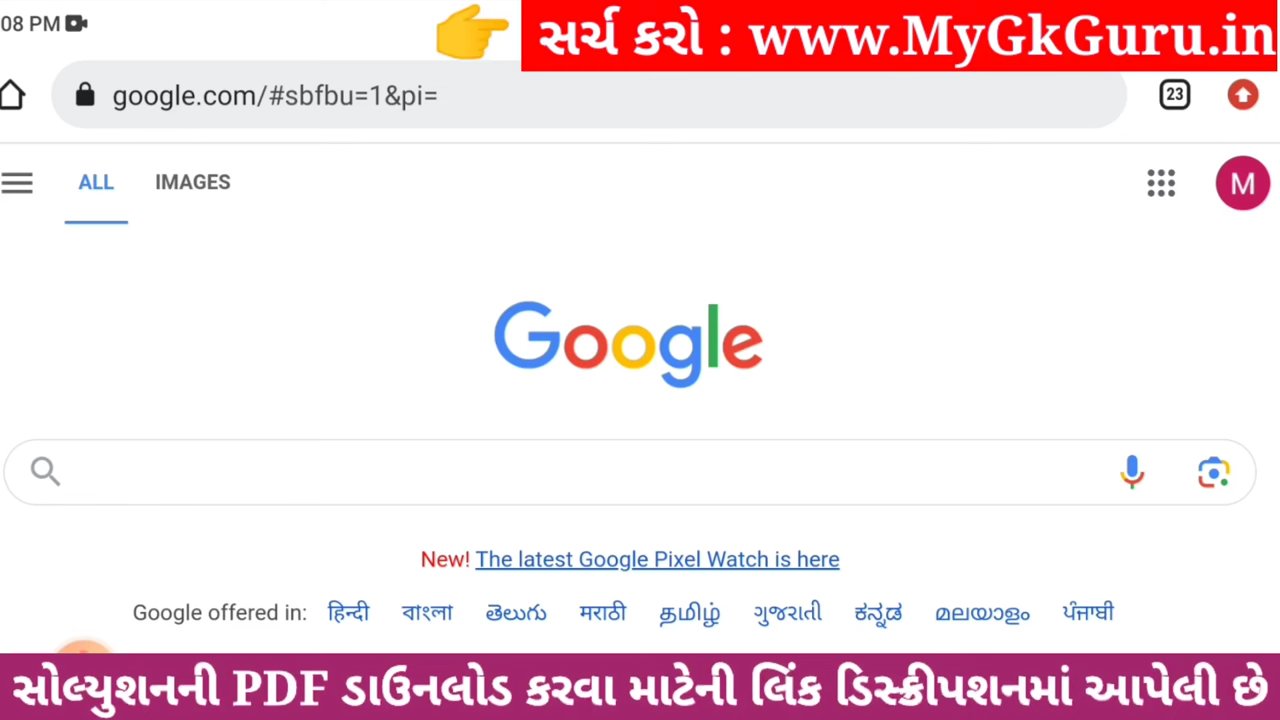 08 PM
સર્ચ કરો : www.MyGkGuru.in
google.com/#sbfbu=1&pi=
23
ALL IMAGES
M
Google
New! The latest Google Pixel Watch is here
Google offered in: हिन्दी বাংলা తెలుగు मराठी தமிழ் ગુજરાતી ಕನ್ನಡ മലയാളം ਪੰਜਾਬੀ
સોલ્યુશનની PDF ડાઉનલોડ કરવા માટેની લિંક ડિસ્ક્રીપશનમાં આપેલી છે